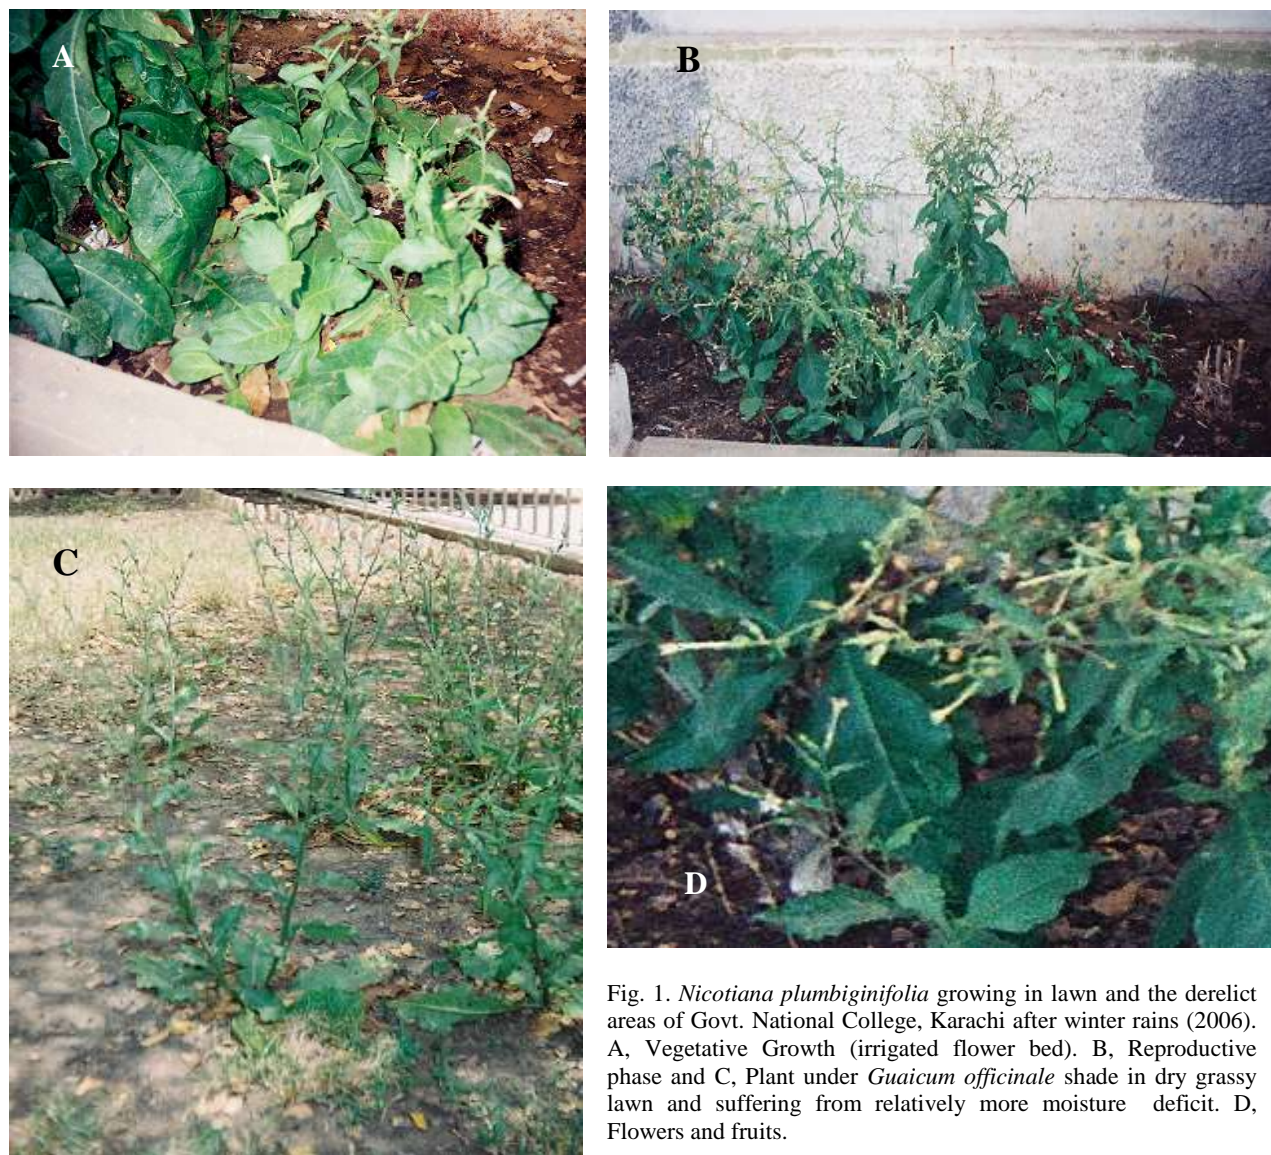 A
B
C
D
Fig. 1. Nicotiana plumbiginifolia growing in lawn and the derelict
areas of Govt. National College, Karachi after winter rains (2006).
A, Vegetative Growth (irrigated flower bed). B, Reproductive
phase and C, Plant under Guaicum officinale shade in dry grassy
lawn and suffering from relatively more moisture deficit. D,
Flowers and fruits.